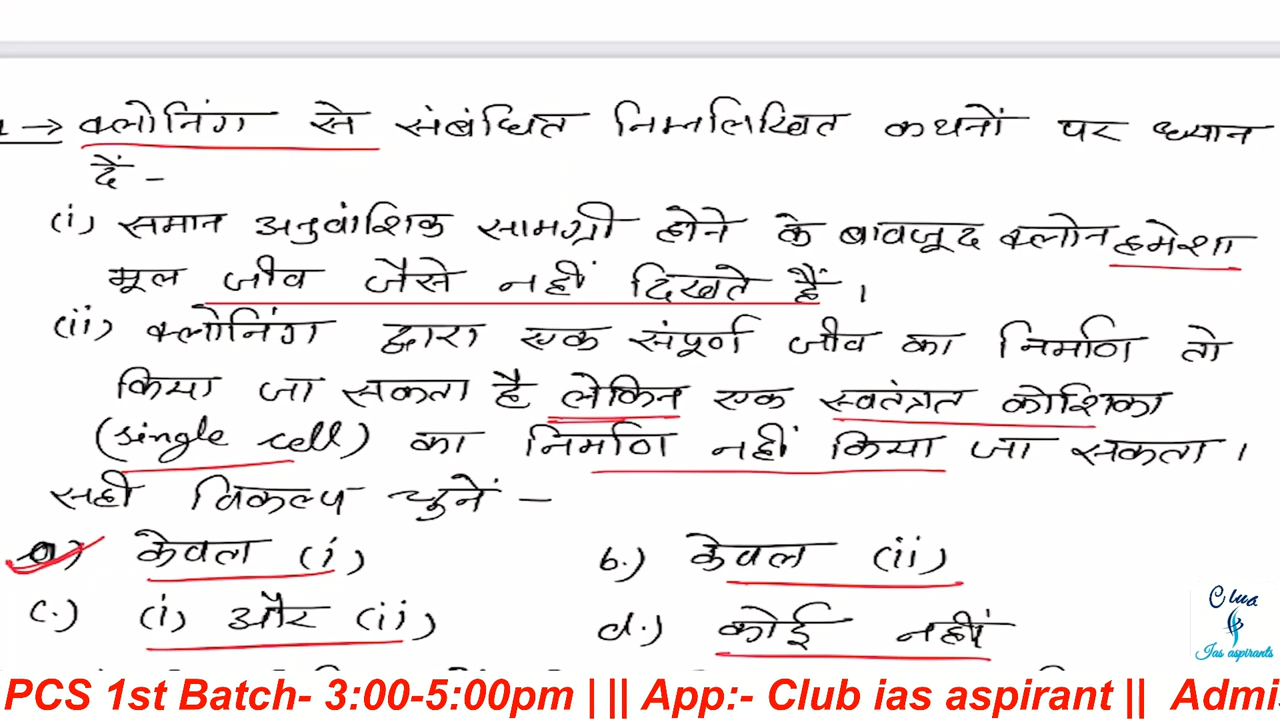 → क्लोनिंग से संबंधित निम्नलिखित कथनों पर ध्यान
दें -
(i) समान अनुवांशिक सामग्री होने के बावजूद क्लोन हमेशा
मूल जीव जैसे नहीं दिखते हैं।
(ii) क्लोनिंग द्वारा एक संपूर्ण जीव का निर्माण तो
किया जा सकता है लेकिन एक स्वतंत्रत कोशिका
(single cell) का निर्माण नहीं किया जा सकता।
सही विकल्प चुनें -
a) केवल (i) b.) केवल (ii)
c.) (i) और (ii) d.) कोई नहीं
Club
Ias aspirants
PCS 1st Batch- 3:00-5:00pm | || App:- Club ias aspirant || Admis